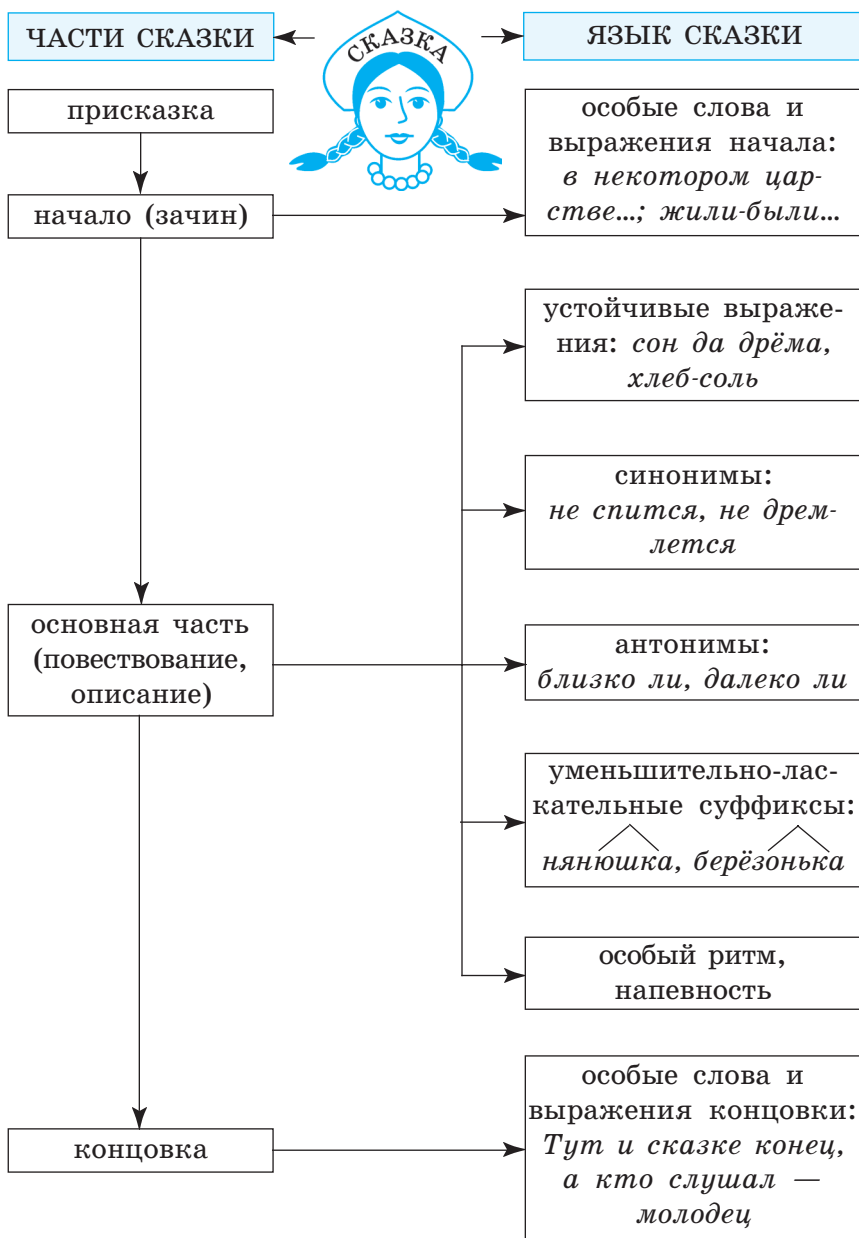 ЧАСТИ СКАЗКИ
СКАЗКА
ЯЗЫК СКАЗКИ
присказка
особые слова и
выражения начала:
в некотором цар-
стве...; жили-были...
начало (зачин)
устойчивые выраже-
ния: сон да дрёма,
хлеб-соль
синонимы:
не спится, не дрем-
лется
основная часть
(повествование,
описание)
антонимы:
близко ли, далеко ли
уменьшительно-лас-
кательные суффиксы:
нянюшка, берёзонька
особый ритм,
напевность
концовка
особые слова и
выражения концовки:
Тут и сказке конец,
а кто слушал —
молодец